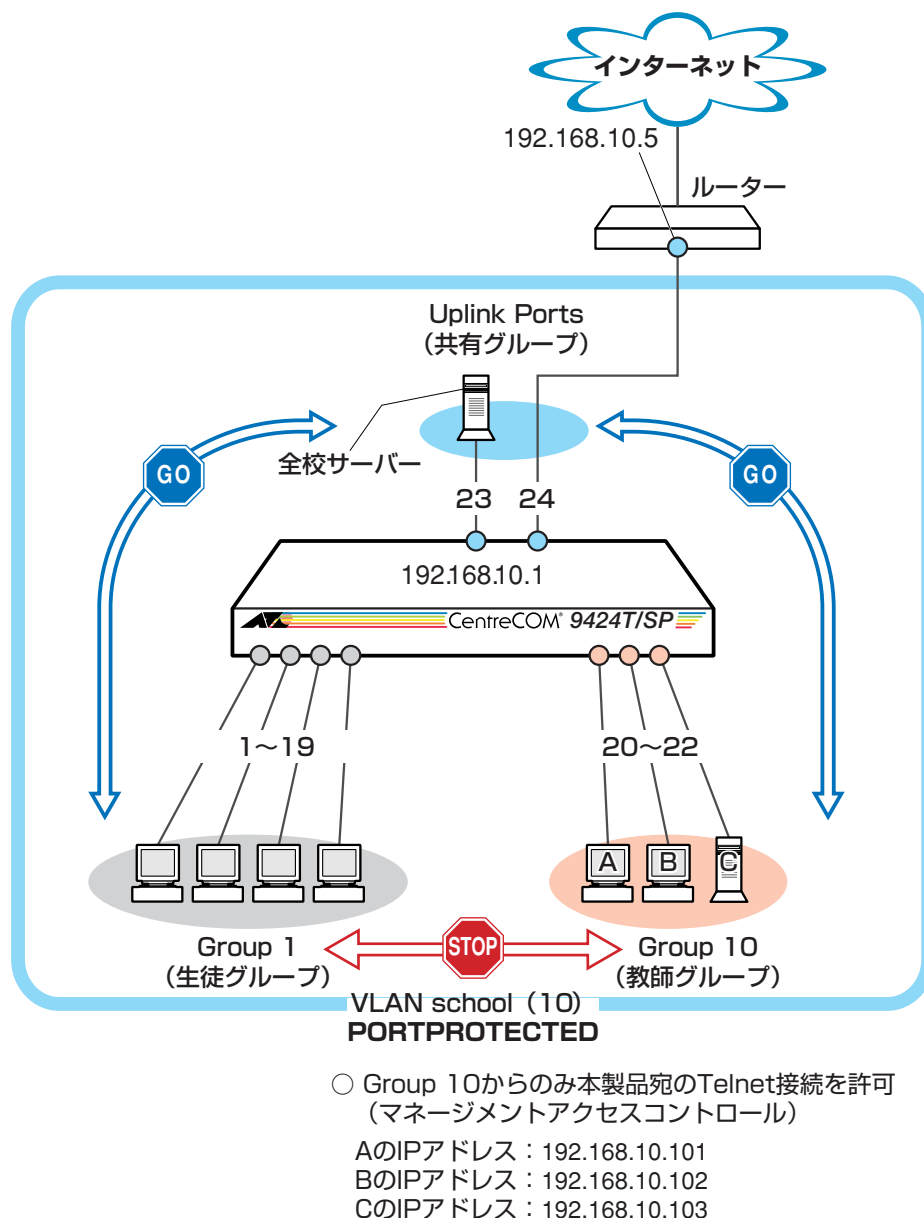 インターネット
192.168.10.5
ルーター
Uplink Ports
（共有グループ）
全校サーバー
GO
GO
23
24
192.168.10.1
CentreCOM® 9424T/SP
1～19
20～22
A
B
C
Group 1
（生徒グループ）
STOP
Group 10
（教師グループ）
VLAN school（10）
PORTPROTECTED
○ Group 10からのみ本製品宛のTelnet接続を許可
（マネージメントアクセスコントロール）
AのIPアドレス：192.168.10.101
BのIPアドレス：192.168.10.102
CのIPアドレス：192.168.10.103